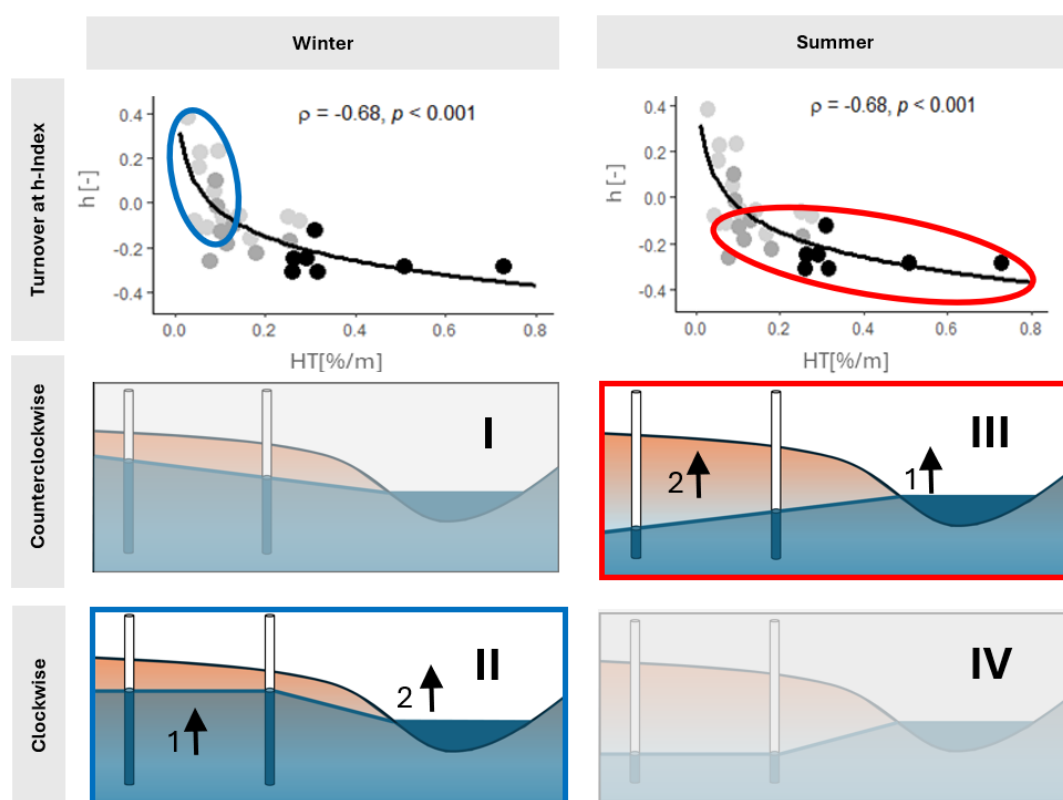 Winter
Summer
Turnover at h-Index
ρ = -0.68, p < 0.001
h [-]
0.4
0.2
0.0
-0.2
-0.4
0.0 0.2 0.4 0.6 0.8
HT[%/m]
ρ = -0.68, p < 0.001
h [-]
0.4
0.2
0.0
-0.2
-0.4
0.0 0.2 0.4 0.6 0.8
HT[%/m]
Counterclockwise
I
III
2
1
Clockwise
II
1
2
IV